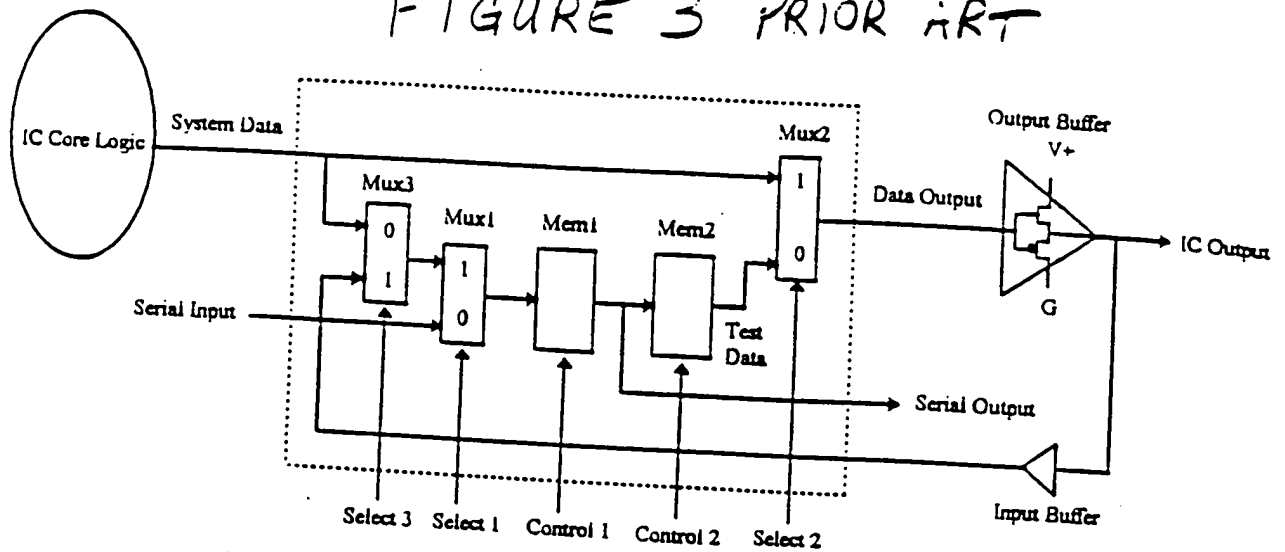 FIGURE 3 PRIOR ART
IC Core Logic
System Data
Mux3
0
1
Mux1
1
0
Mem1
Mem2
Mux2
1
0
Test
Data
Data Output
Output Buffer
V+
G
IC Output
Serial Input
Serial Output
Input Buffer
Select 3
Select 1
Control 1
Control 2
Select 2